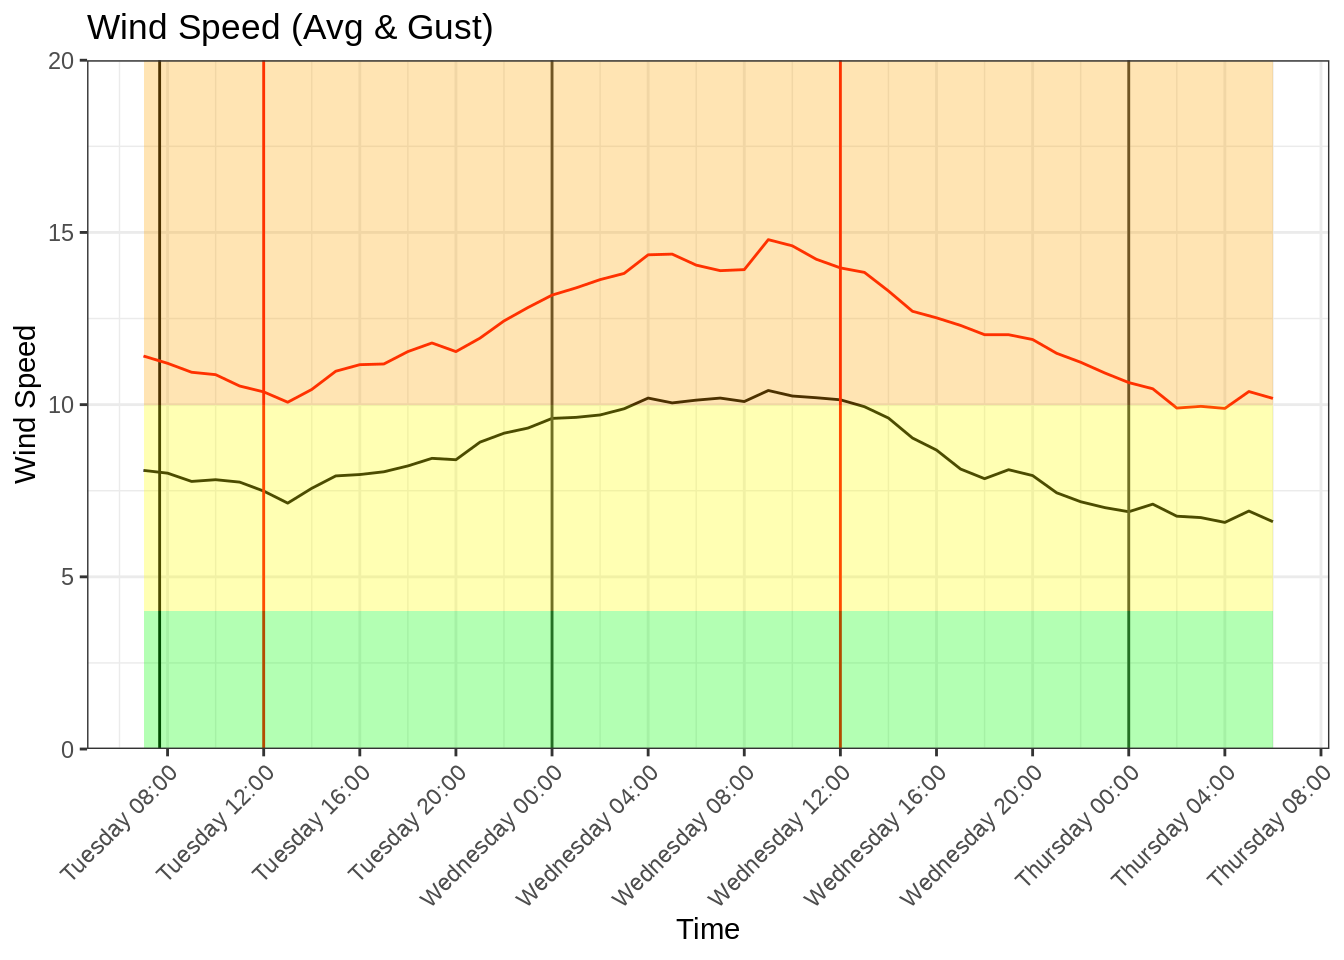 Wind Speed (Avg & Gust)
20
15
10
5
0
Wind Speed
Tuesday 08:00
Tuesday 12:00
Tuesday 16:00
Tuesday 20:00
Wednesday 00:00
Wednesday 04:00
Wednesday 08:00
Wednesday 12:00
Wednesday 16:00
Wednesday 20:00
Thursday 00:00
Thursday 04:00
Thursday 08:00
Time